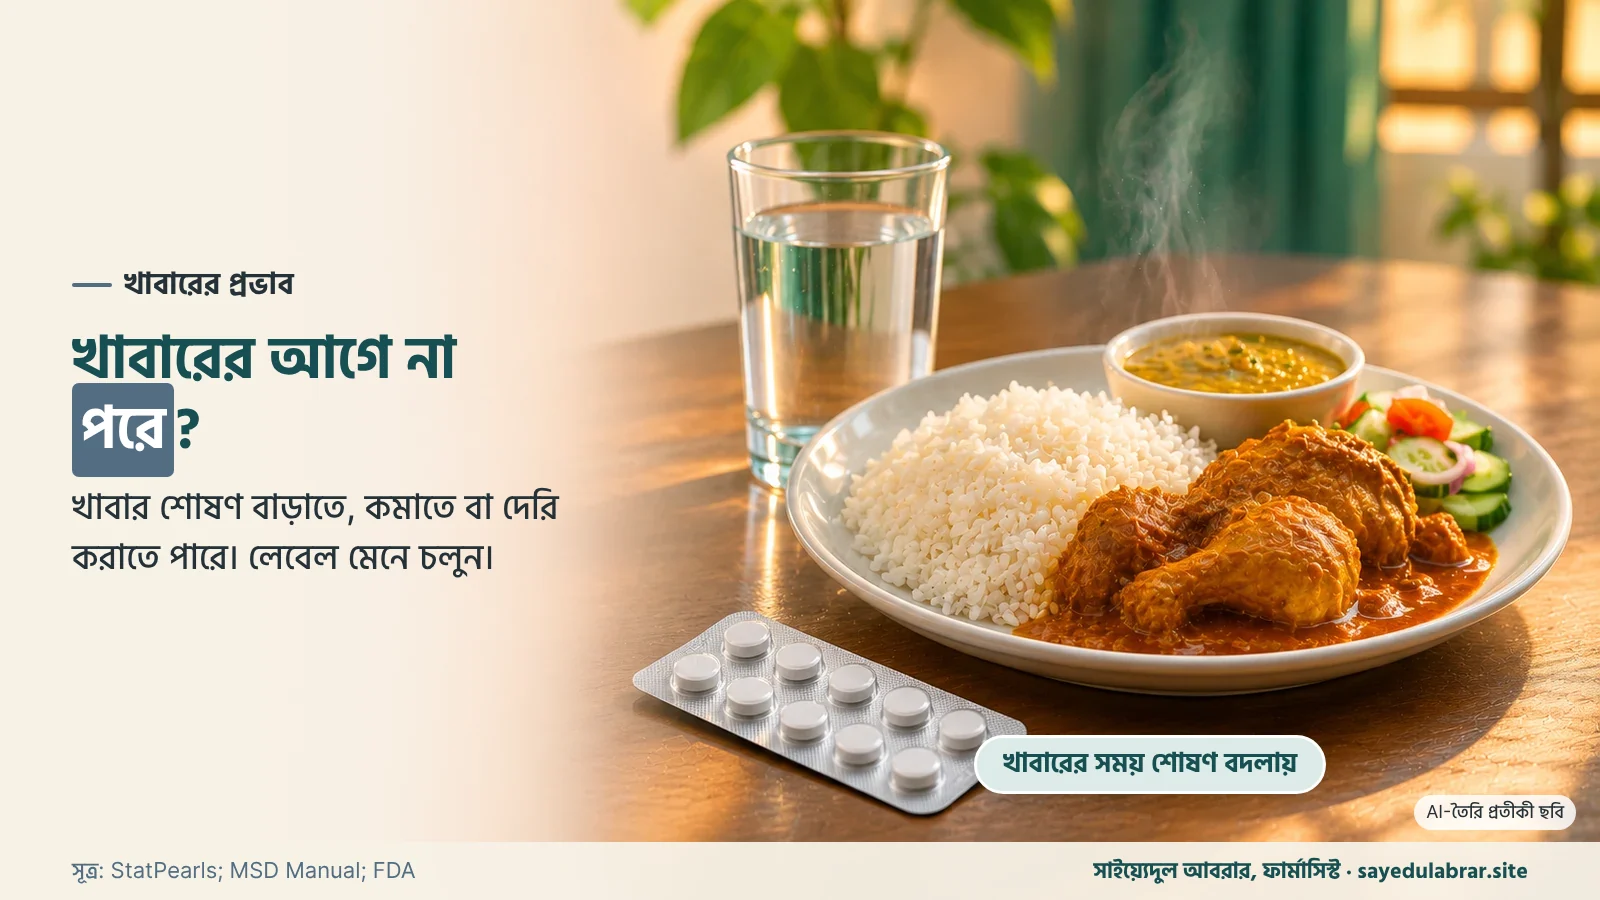 খাবারের প্রভাব
খাবারের আগে না
পরে?
খাবার শোষণ বাড়াতে, কমাতে বা দেরি
করাতে পারে। লেবেল মেনে চলুন।
খাবারের সময় শোষণ বদলায়
AI-তৈরি প্রতীকী ছবি
সূত্র: StatPearls; MSD Manual; FDA
সাইয়্যেদুল আবরার, ফার্মাসিস্ট · sayedulabrar.site